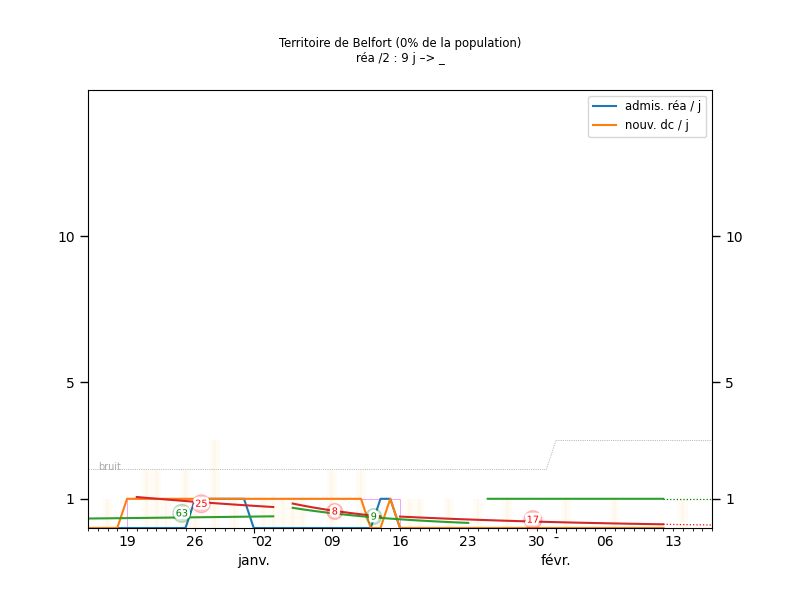 Territoire de Belfort (0% de la population)
réa /2 : 9 j –> _
admis. réa / j
nouv. dc / j
10
10
5
5
bruit
1
1
25
63
8
9
17
19
26
02
09
16
23
30
06
13
janv.
févr.